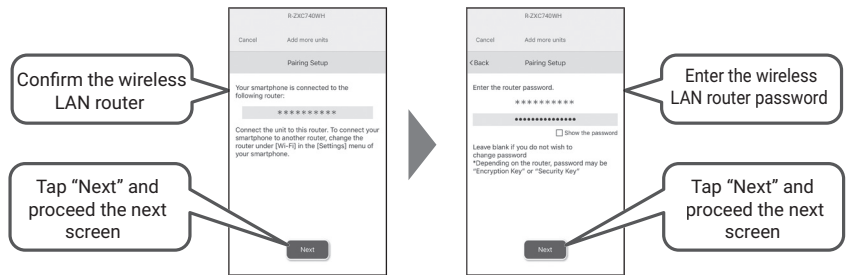 Confirm the wireless
LAN router
Tap “Next” and
proceed the next
screen
R-ZXC740WH
Cancel Add more units
Pairing Setup
Your smartphone is connected to the
following router:
**********
Connect the unit to this router. To connect your
smartphone to another router, change the
router under [Wi-Fi] in the [Settings] menu of
your smartphone.
Next
R-ZXC740WH
Cancel Add more units
<Back Pairing Setup
Enter the router password.
**********
•••••••••••••••
Show the password
Leave blank if you do not wish to
change password
*Depending on the router, password may be
"Encryption Key" or "Security Key"
Next
Enter the wireless
LAN router password
Tap “Next” and
proceed the next
screen